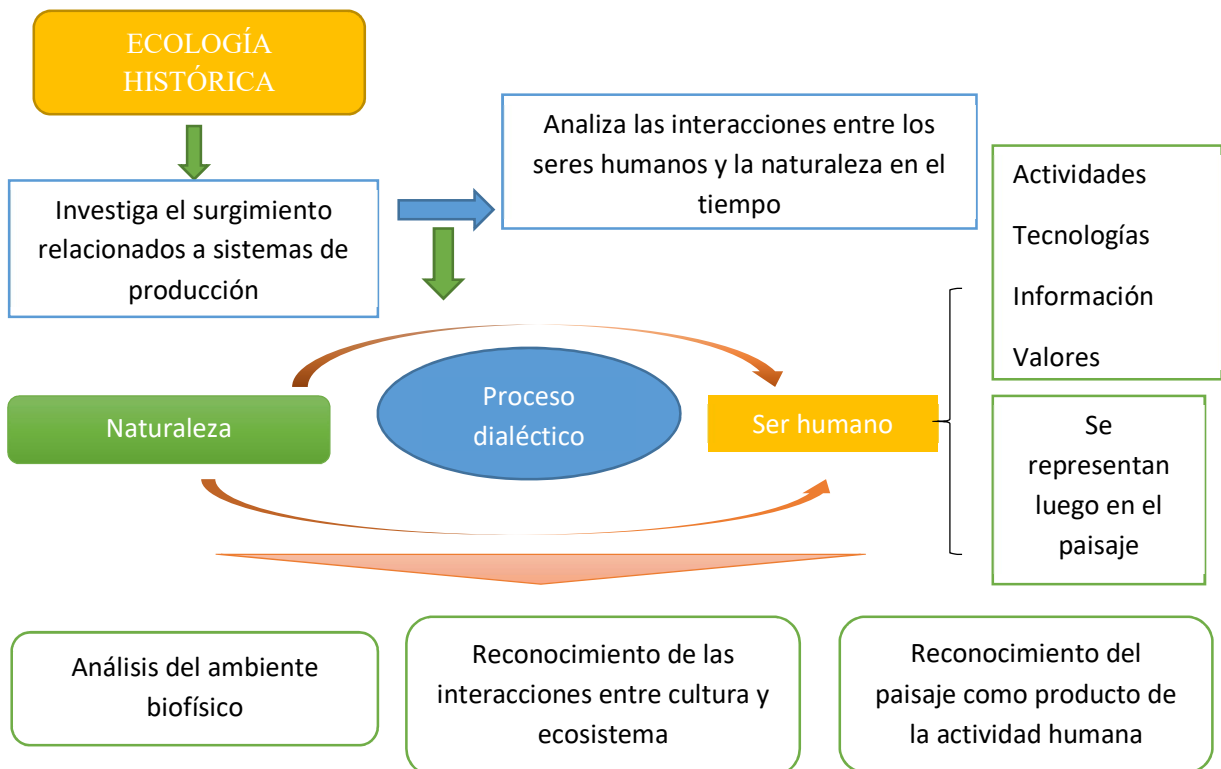 ECOLOGÍA
HISTÓRICA
Analiza las interacciones entre los
seres humanos y la naturaleza en el
tiempo
Investiga el surgimiento
relacionados a sistemas de
producción
Actividades
Tecnologías
Información
Valores
Naturaleza
Proceso
dialéctico
Ser humano
Se
representan
luego en el
paisaje
Análisis del ambiente
biofísico
Reconocimiento de las
interacciones entre cultura y
ecosistema
Reconocimiento del
paisaje como producto de
la actividad humana